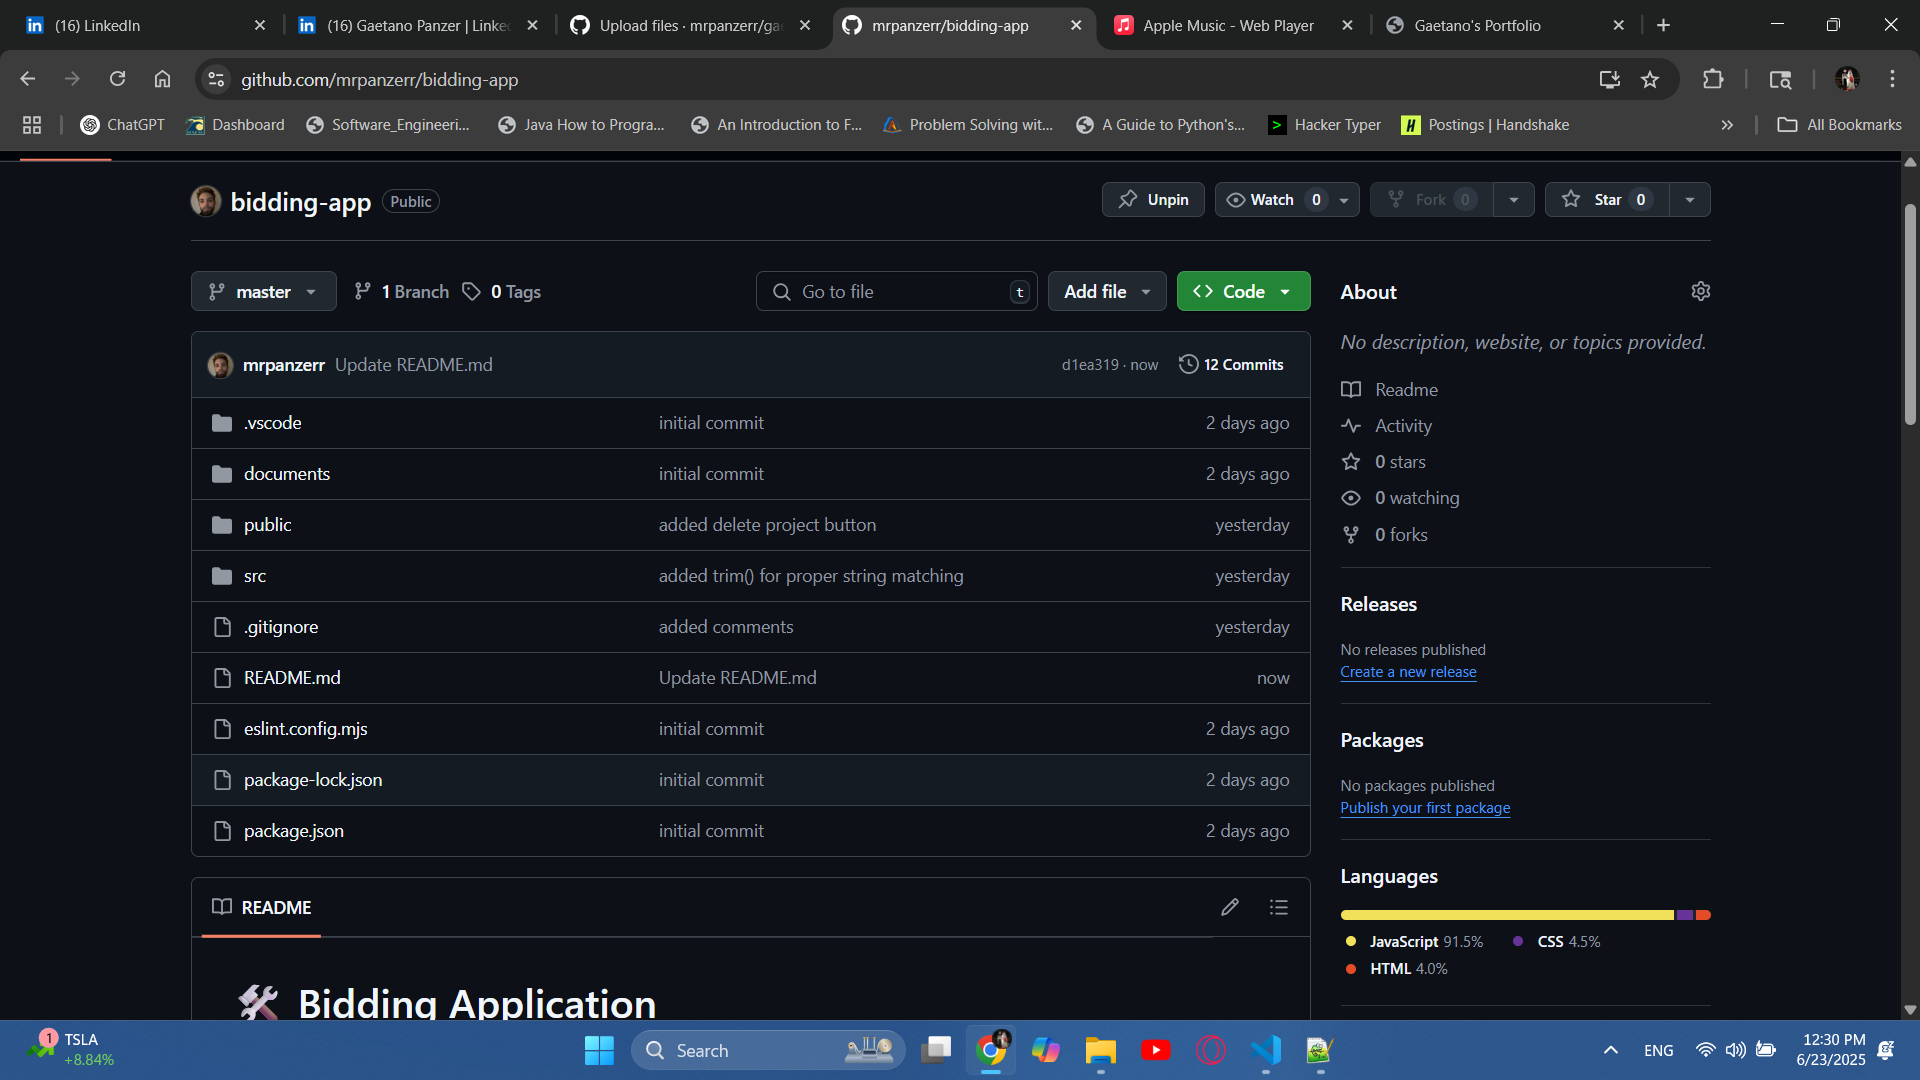 (16) LinkedIn
(16) Gaetano Panzer | Linke
Upload files · mrpanzerr/ga
mrpanzerr/bidding-app
Apple Music - Web Player
Gaetano's Portfolio
github.com/mrpanzerr/bidding-app
ChatGPT
Dashboard
Software_Engineeri...
Java How to Progra...
An Introduction to F...
Problem Solving wit...
A Guide to Python's...
Hacker Typer
Postings | Handshake
All Bookmarks
bidding-app Public
Unpin
Watch 0
Fork 0
Star 0
master
1 Branch
0 Tags
Go to file t
Add file
Code
mrpanzerr Update README.md d1ea319 · now 12 Commits
.vscode initial commit 2 days ago
documents initial commit 2 days ago
public added delete project button yesterday
src added trim() for proper string matching yesterday
.gitignore added comments yesterday
README.md Update README.md now
eslint.config.mjs initial commit 2 days ago
package-lock.json initial commit 2 days ago
package.json initial commit 2 days ago
README
Bidding Application
About
No description, website, or topics provided.
Readme
Activity
0 stars
0 watching
0 forks
Releases
No releases published
Create a new release
Packages
No packages published
Publish your first package
Languages
JavaScript 91.5% CSS 4.5%
HTML 4.0%
1
TSLA
+8.84%
Search
ENG
12:30 PM
6/23/2025